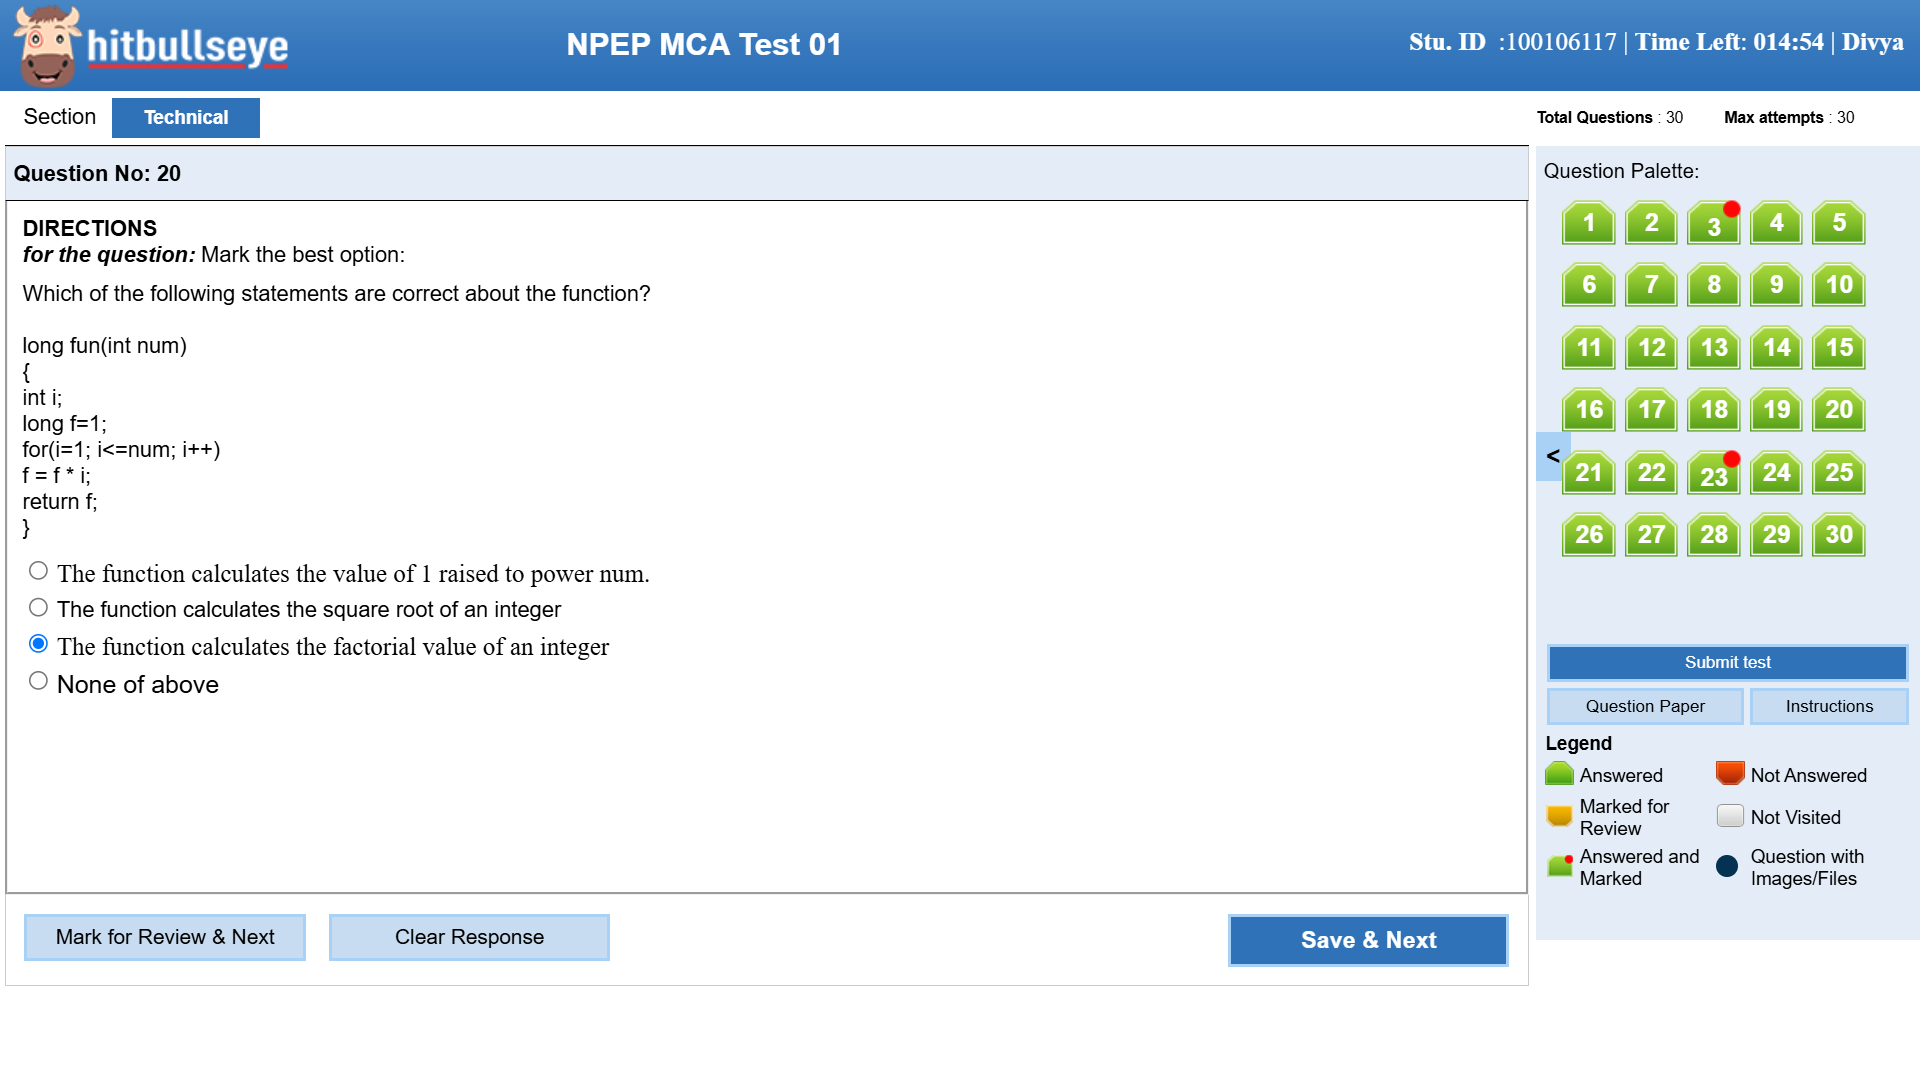 hitbullseye
NPEP MCA Test 01
Stu. ID :100106117 | Time Left: 014:54 | Divya
Section
Technical
Total Questions : 30
Max attempts : 30
Question No: 20
DIRECTIONS
for the question: Mark the best option:
Which of the following statements are correct about the function?
long fun(int num)
{
int i;
long f=1;
for(i=1; i<=num; i++)
f = f * i;
return f;
}
The function calculates the value of 1 raised to power num.
The function calculates the square root of an integer
The function calculates the factorial value of an integer
None of above
Mark for Review & Next
Clear Response
Save & Next
Question Palette:
1 2 3 4 5
6 7 8 9 10
11 12 13 14 15
16 17 18 19 20
<
21 22 23 24 25
26 27 28 29 30
Submit test
Question Paper
Instructions
Legend
Answered
Not Answered
Marked for
Review
Not Visited
Answered and
Marked
Question with
Images/Files